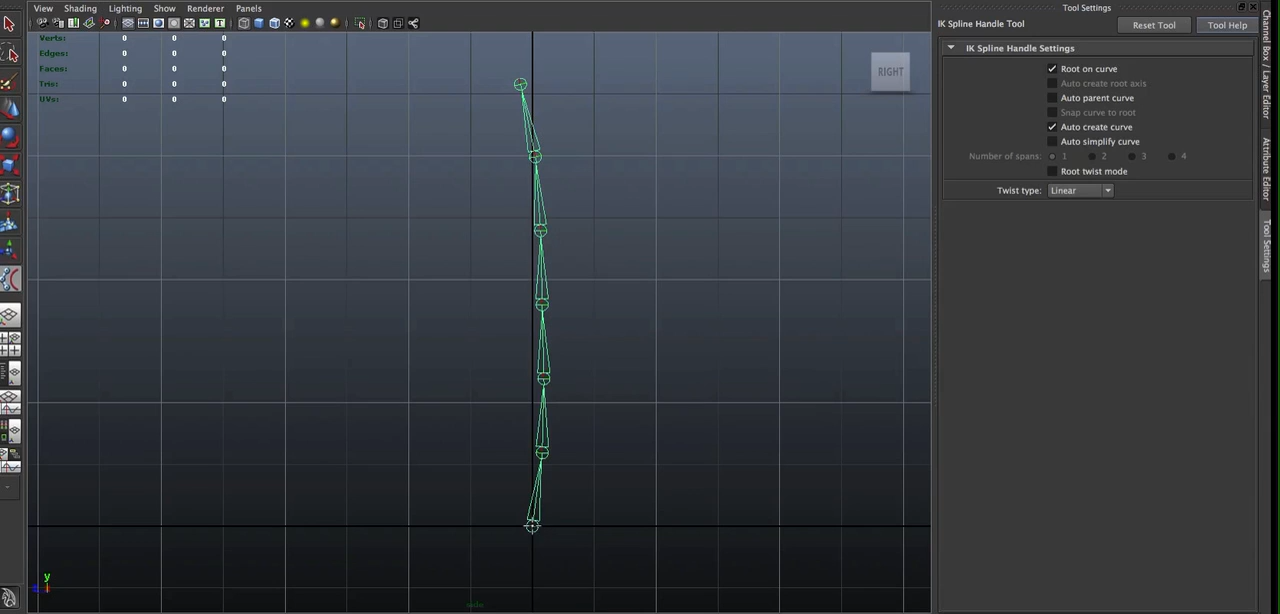 View Shading Lighting Show Renderer Panels
Tool Settings
IK Spline Handle Tool Reset Tool Tool Help
IK Spline Handle Settings
Root on curve
Auto create root axis
Auto parent curve
Snap curve to root
Auto create curve
Auto simplify curve
Number of spans: 1 2 3 4
Root twist mode
Twist type: Linear
Verts: 0 0 0
Edges: 0 0 0
Faces: 0 0 0
Tris: 0 0 0
UVs: 0 0 0
RIGHT
y
Channel Box / Layer Editor
Attribute Editor
Tool Settings